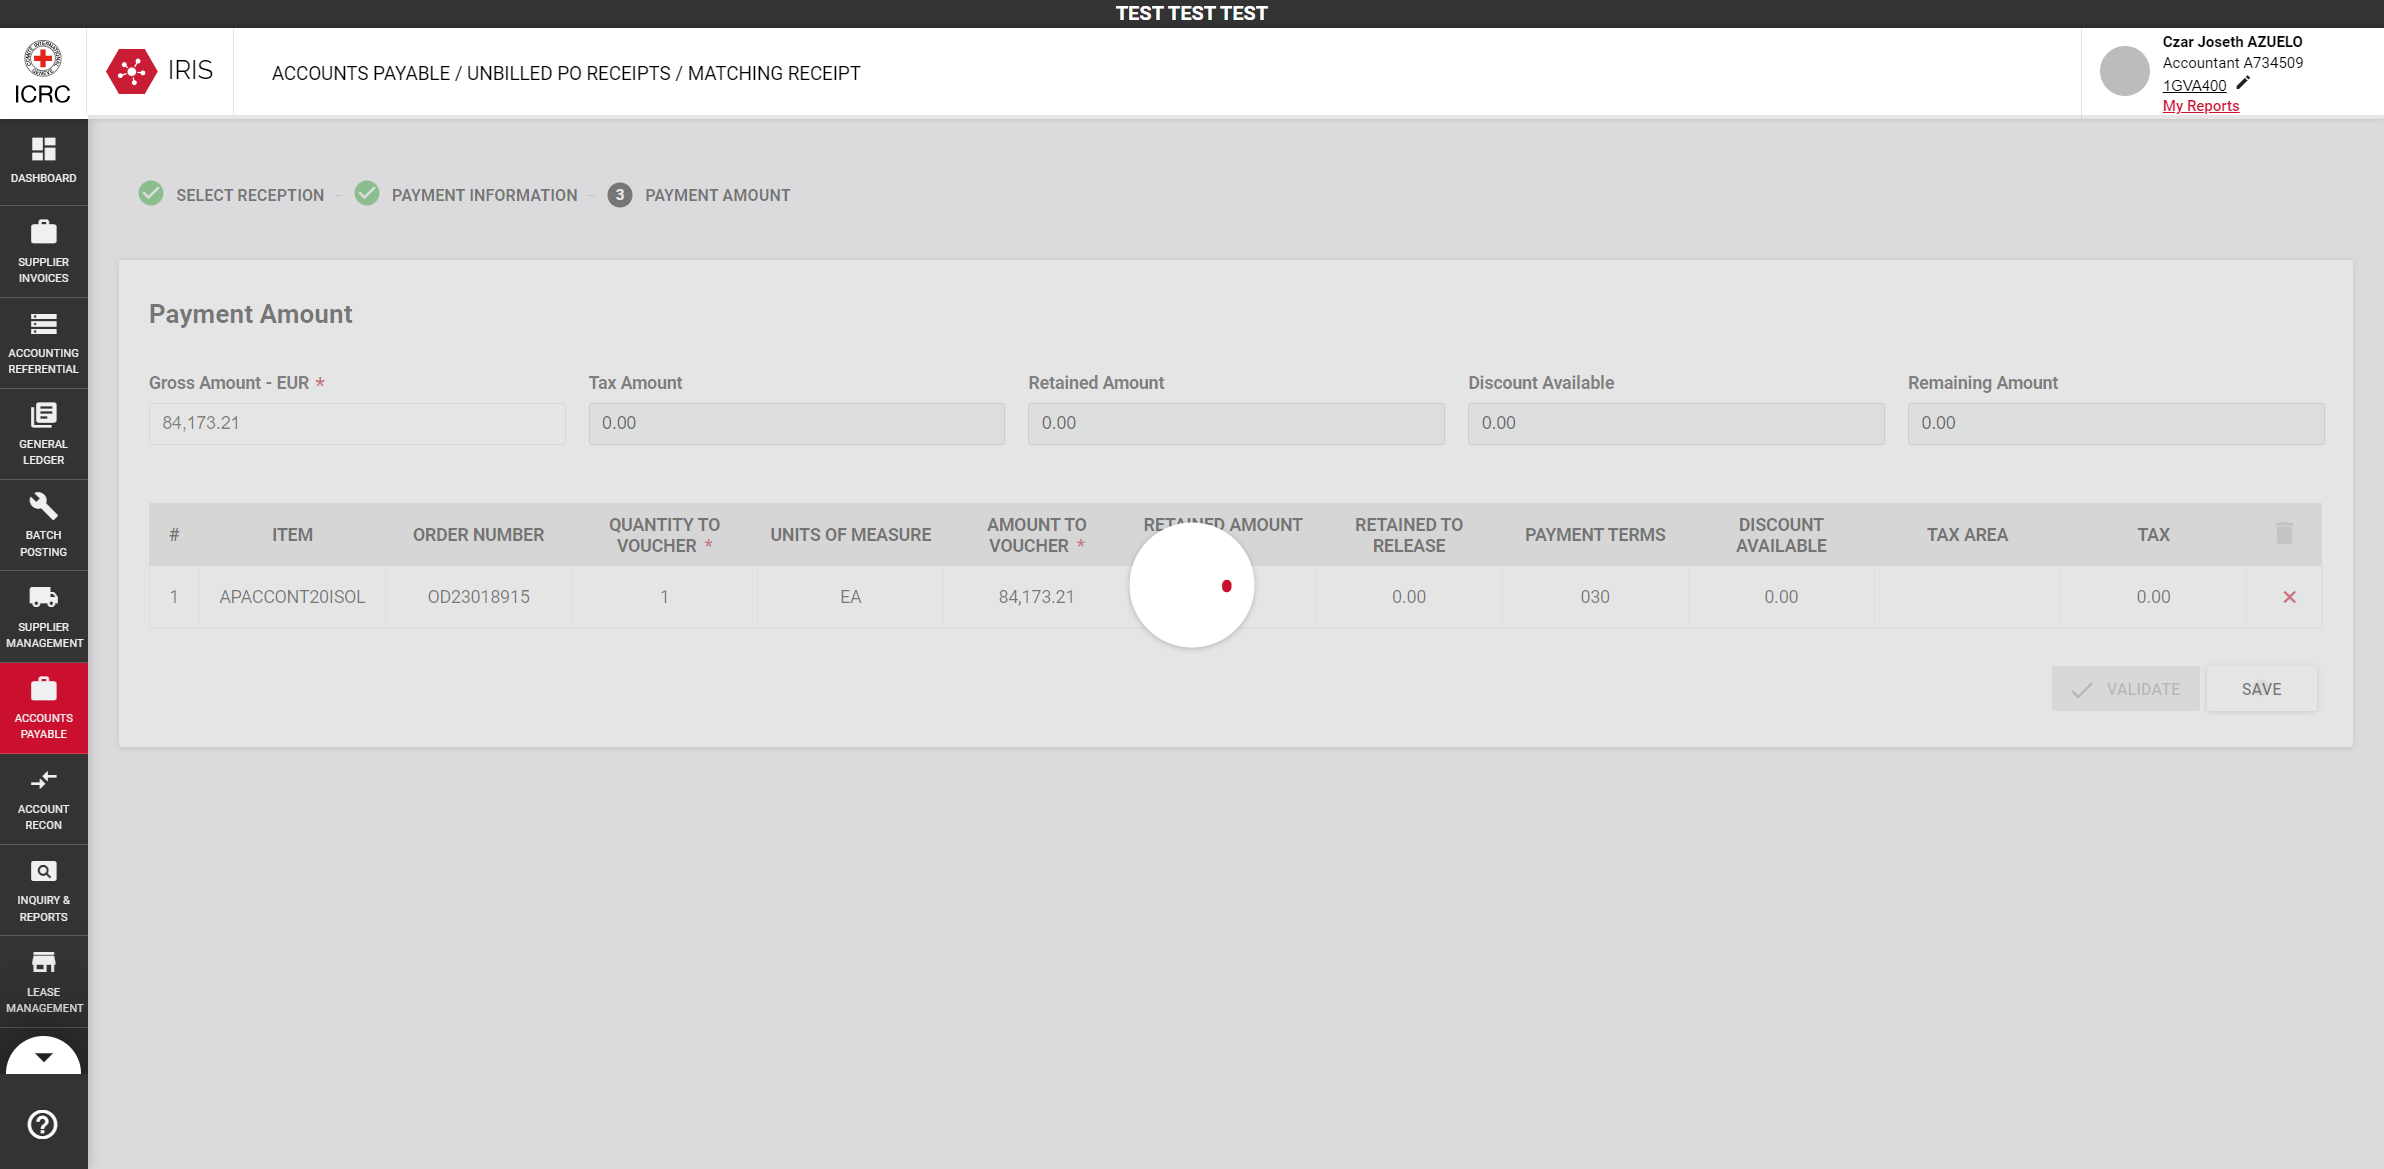 TEST TEST TEST
ICRC
IRIS
ACCOUNTS PAYABLE / UNBILLED PO RECEIPTS / MATCHING RECEIPT
Czar Joseth AZUELO
Accountant A734509
1GVA400
My Reports
DASHBOARD
SUPPLIER
INVOICES
ACCOUNTING
REFERENTIAL
GENERAL
LEDGER
BATCH
POSTING
SUPPLIER
MANAGEMENT
ACCOUNTS
PAYABLE
ACCOUNT
RECON
INQUIRY &
REPORTS
LEASE
MANAGEMENT
SELECT RECEPTION – PAYMENT INFORMATION – 3 PAYMENT AMOUNT
Payment Amount
Gross Amount - EUR * Tax Amount Retained Amount Discount Available Remaining Amount
84,173.21 0.00 0.00 0.00 0.00
# ITEM ORDER NUMBER QUANTITY TO VOUCHER * UNITS OF MEASURE AMOUNT TO VOUCHER * RETAINED AMOUNT RETAINED TO RELEASE PAYMENT TERMS DISCOUNT AVAILABLE TAX AREA TAX
1 APACCONT20ISOL OD23018915 1 EA 84,173.21 0.00 030 0.00 0.00
VALIDATE SAVE